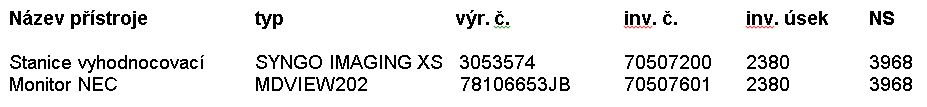 Název přístroje typ výr. č. inv. č. inv. úsek NS
Stanice vyhodnocovací SYNGO IMAGING XS 3053574 70507200 2380 3968
Monitor NEC MDVIEW202 78106653JB 70507601 2380 3968